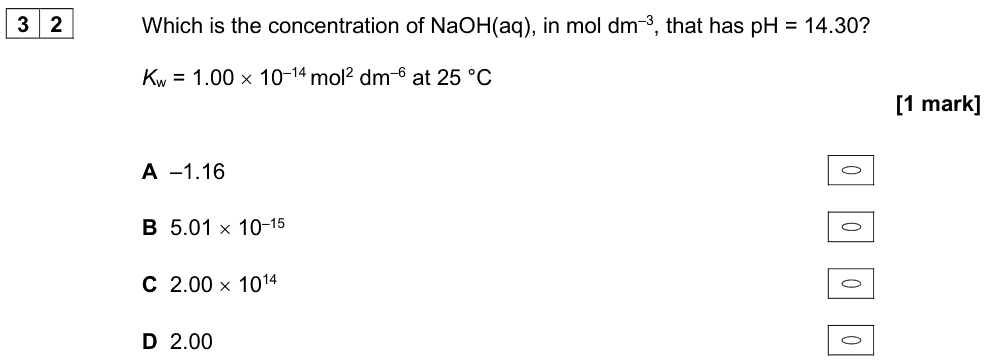 3 2 Which is the concentration of NaOH(aq), in mol dm⁻³, that has pH = 14.30?
Kw = 1.00 × 10⁻¹⁴ mol² dm⁻⁶ at 25 °C
[1 mark]
A –1.16
B 5.01 × 10⁻¹⁵
C 2.00 × 10¹⁴
D 2.00